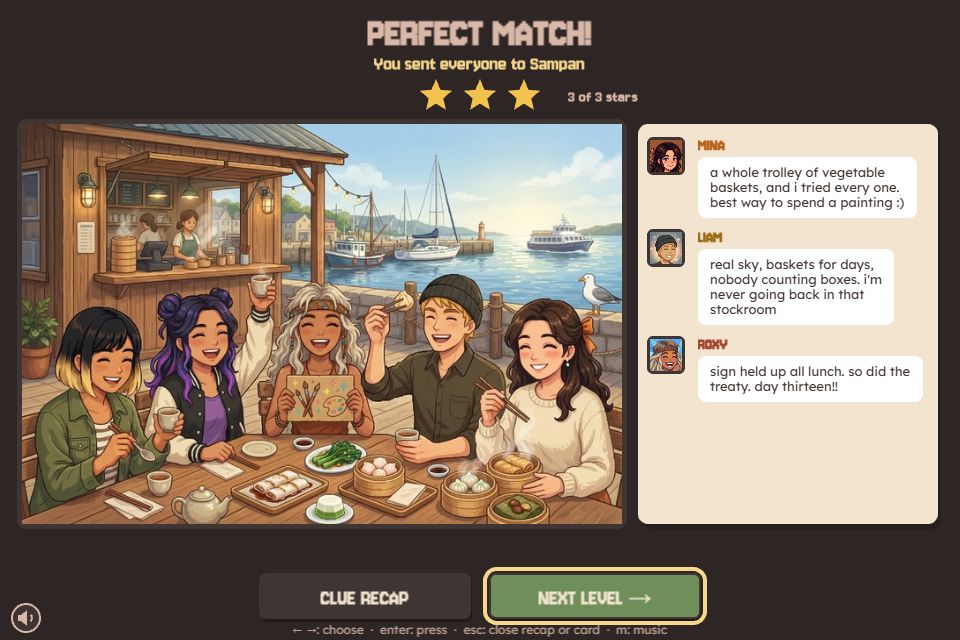 PERFECT MATCH!
You sent everyone to Sampan
3 of 3 stars
MINA
a whole trolley of vegetable
baskets, and i tried every one.
best way to spend a painting :)
LIAM
real sky, baskets for days,
nobody counting boxes. i'm
never going back in that
stockroom
ROXY
sign held up all lunch. so did the
treaty. day thirteen!!
CLUE RECAP
NEXT LEVEL →
← →: choose · enter: press · esc: close recap or card · m: music